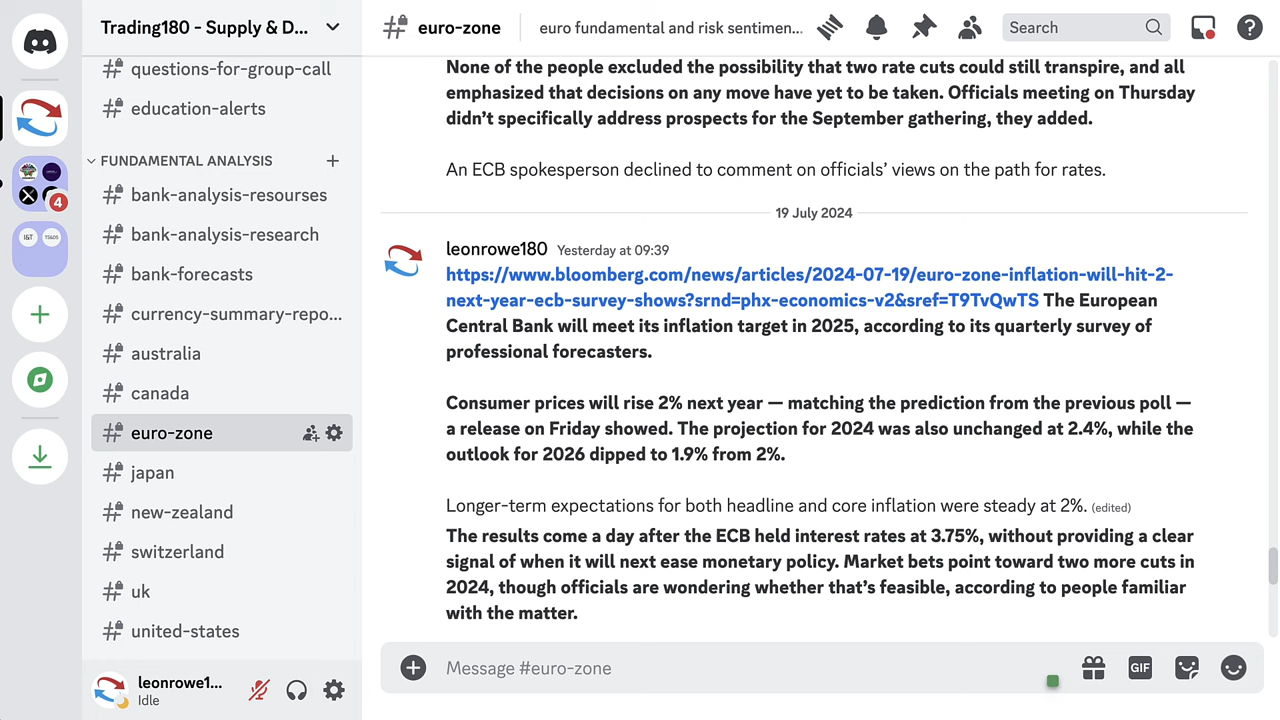 Trading180 - Supply & D...
questions-for-group-call
education-alerts
FUNDAMENTAL ANALYSIS
bank-analysis-resourses
bank-analysis-research
bank-forecasts
currency-summary-repo...
australia
canada
euro-zone
japan
new-zealand
switzerland
uk
united-states
leonrowe1...
Idle
4
I&T
euro-zone
euro fundamental and risk sentimen...
Search
None of the people excluded the possibility that two rate cuts could still transpire, and all
emphasized that decisions on any move have yet to be taken. Officials meeting on Thursday
didn’t specifically address prospects for the September gathering, they added.
An ECB spokesperson declined to comment on officials’ views on the path for rates.
19 July 2024
leonrowe180 Yesterday at 09:39
https://www.bloomberg.com/news/articles/2024-07-19/euro-zone-inflation-will-hit-2-
next-year-ecb-survey-shows?srnd=phx-economics-v2&sref=T9TvQwTS The European
Central Bank will meet its inflation target in 2025, according to its quarterly survey of
professional forecasters.
Consumer prices will rise 2% next year — matching the prediction from the previous poll —
a release on Friday showed. The projection for 2024 was also unchanged at 2.4%, while the
outlook for 2026 dipped to 1.9% from 2%.
Longer-term expectations for both headline and core inflation were steady at 2%. (edited)
The results come a day after the ECB held interest rates at 3.75%, without providing a clear
signal of when it will next ease monetary policy. Market bets point toward two more cuts in
2024, though officials are wondering whether that’s feasible, according to people familiar
with the matter.
Message #euro-zone
GIF